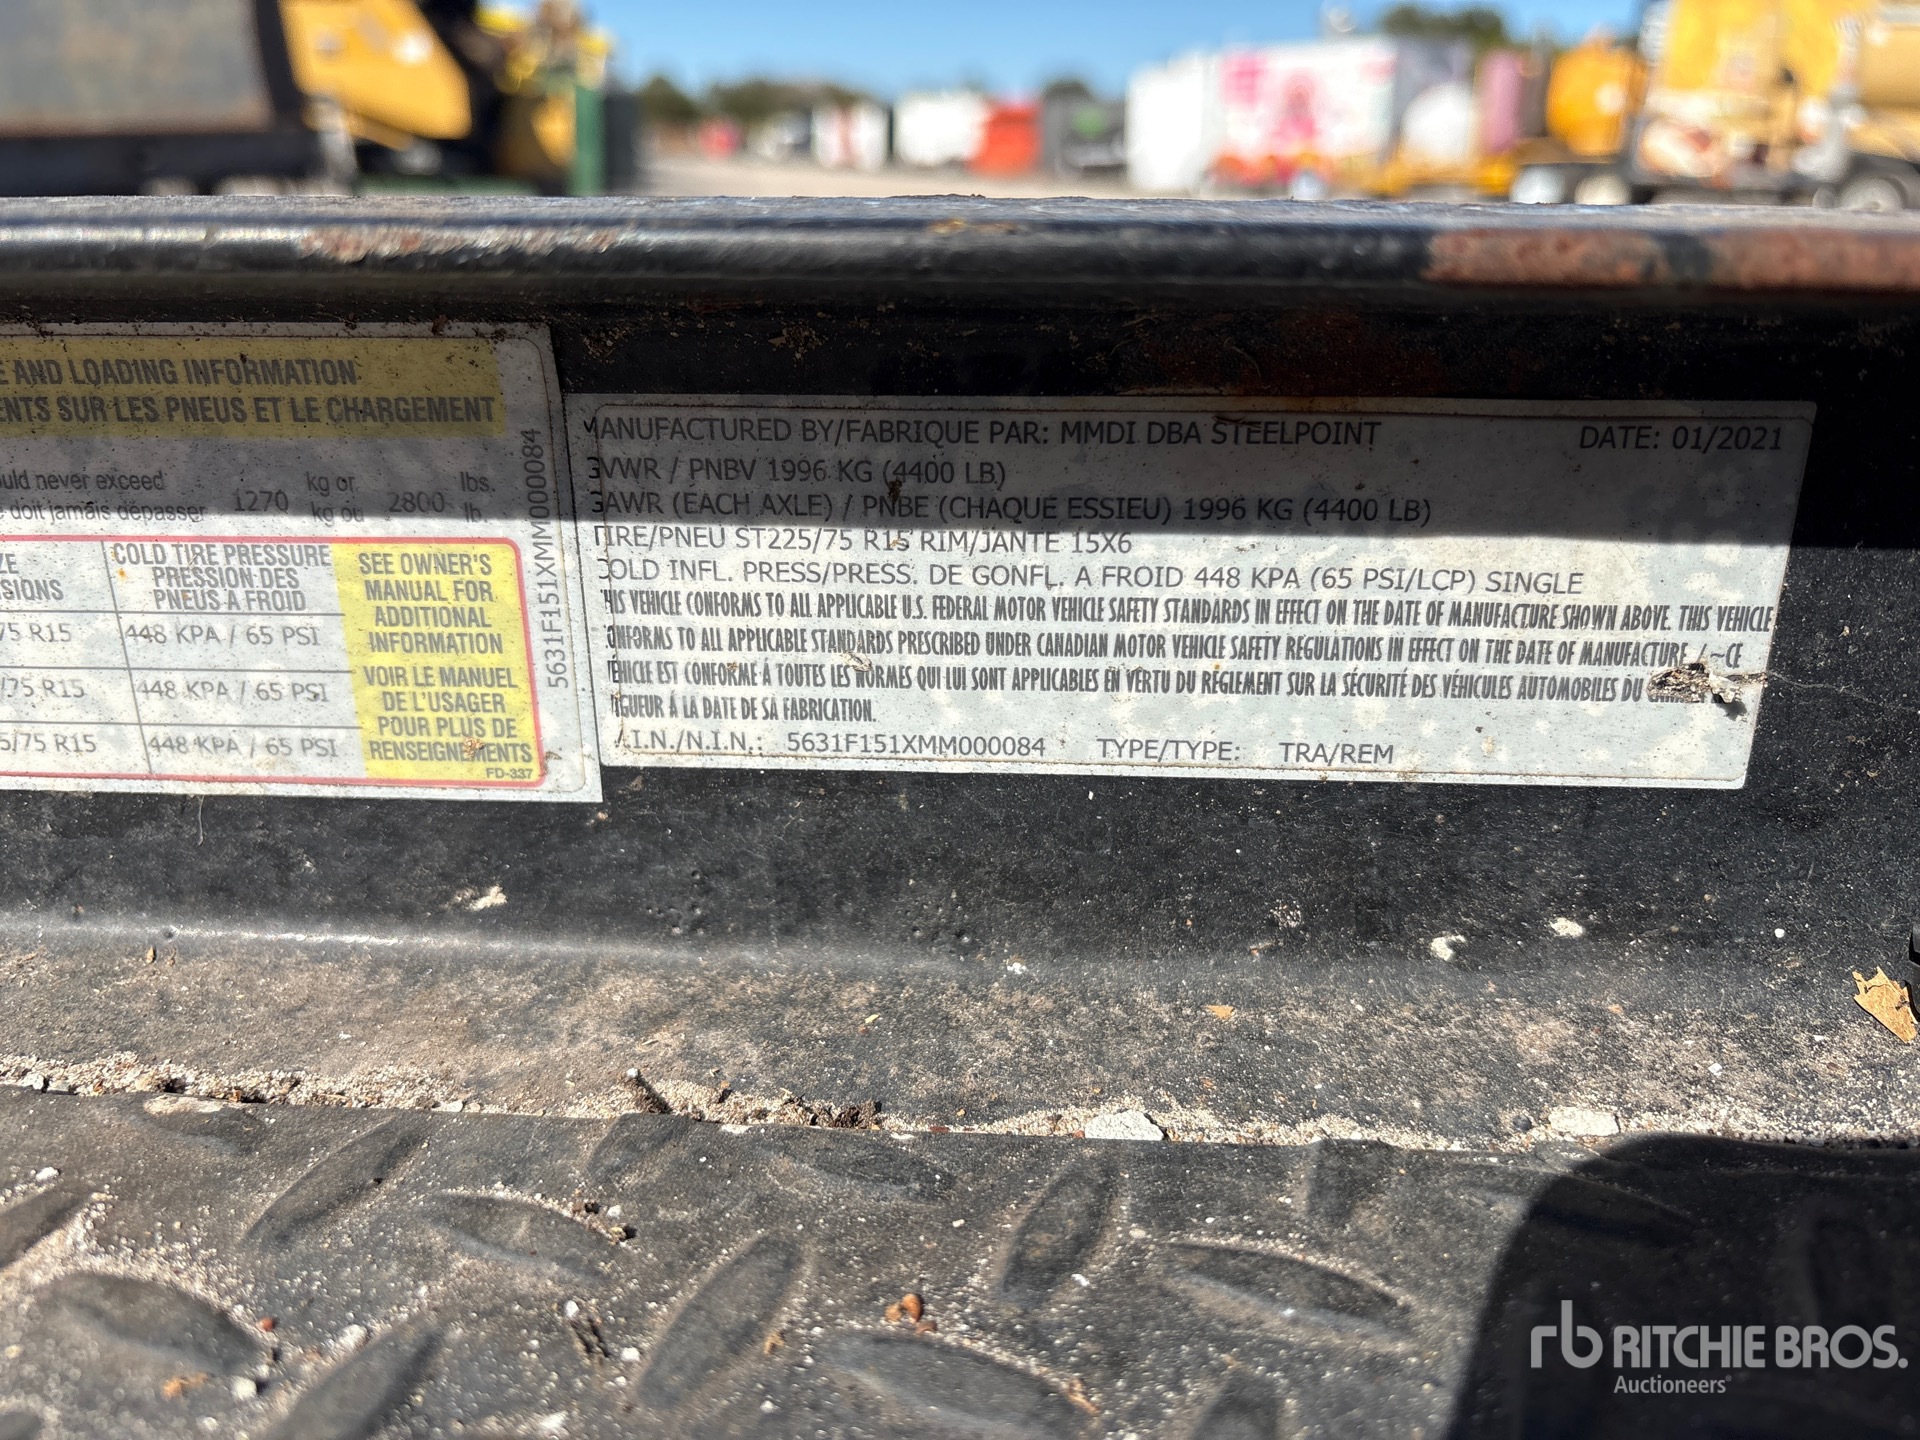 AND LOADING INFORMATION
SUR LES PNEUS ET LE CHARGEMENT
never exceed 1270 kg or 2800 lbs.
doit jamais dépasser kg ou lb.
COLD TIRE PRESSURE
PRESSION DES
PNEUS A FROID
R15 448 KPA / 65 PSI
/75 R15 448 KPA / 65 PSI
/75 R15 448 KPA / 65 PSI
SEE OWNER'S
MANUAL FOR
ADDITIONAL
INFORMATION
VOIR LE MANUEL
DE L'USAGER
POUR PLUS DE
RENSEIGNEMENTS
FD-337
5631F151XMM000084
MANUFACTURED BY/FABRIQUE PAR: MMDI DBA STEELPOINT DATE: 01/2021
GVWR / PNBV 1996 KG (4400 LB)
GAWR (EACH AXLE) / PNBE (CHAQUE ESSIEU) 1996 KG (4400 LB)
TIRE/PNEU ST225/75 R15 RIM/JANTE 15X6
COLD INFL. PRESS/PRESS. DE GONFL. A FROID 448 KPA (65 PSI/LCP) SINGLE
THIS VEHICLE CONFORMS TO ALL APPLICABLE U.S. FEDERAL MOTOR VEHICLE SAFETY STANDARDS IN EFFECT ON THE DATE OF MANUFACTURE SHOWN ABOVE. THIS VEHICLE
CONFORMS TO ALL APPLICABLE STANDARDS PRESCRIBED UNDER CANADIAN MOTOR VEHICLE SAFETY REGULATIONS IN EFFECT ON THE DATE OF MANUFACTURE / ~CE
VÉHICLE EST CONFORME À TOUTES LES NORMES QUI LUI SONT APPLICABLES EN VERTU DU RÈGLEMENT SUR LA SÉCURITÉ DES VÉHICULES AUTOMOBILES DU
VIGUEUR À LA DATE DE SA FABRICATION.
V.I.N./N.I.N.: 5631F151XMM000084 TYPE/TYPE: TRA/REM
rb RITCHIE BROS.
Auctioneers